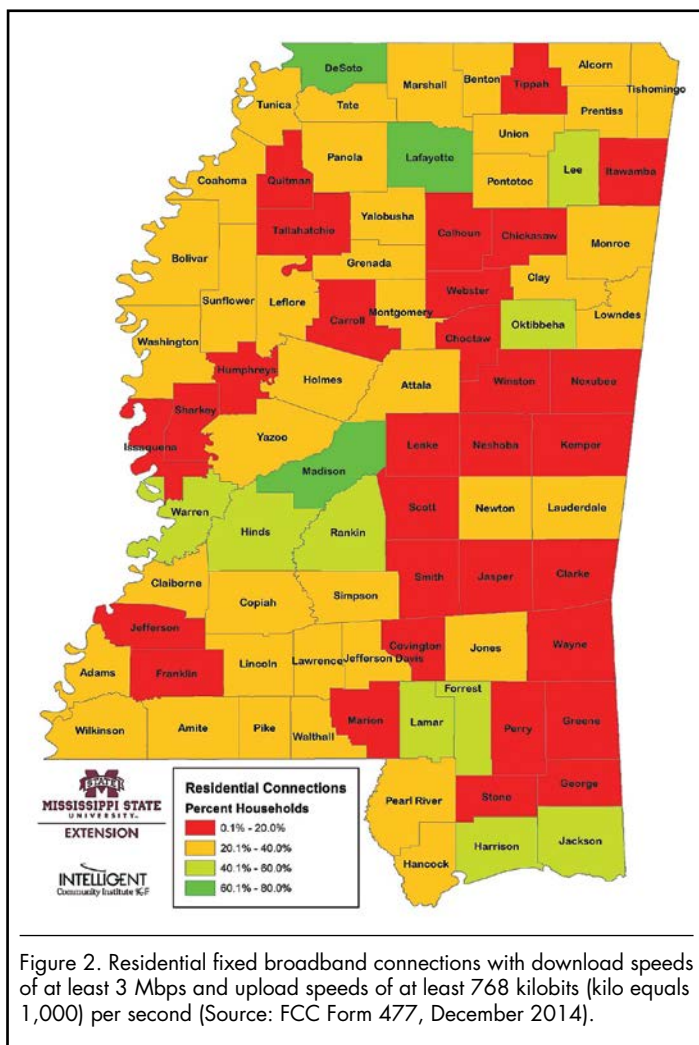 DeSoto
Marshall
Benton
Tippah
Alcorn
Tishomingo
Tunica
Tate
Prentiss
Union
Panola
Lafayette
Lee
Itawamba
Quitman
Coahoma
Pontotoc
Yalobusha
Tallahatchie
Calhoun
Chickasaw
Monroe
Bolivar
Grenada
Clay
Sunflower
Leflore
Webster
Montgomery
Carroll
Oktibbeha
Lowndes
Washington
Choctaw
Humphreys
Holmes
Attala
Winston
Noxubee
Sharkey
Issaquena
Yazoo
Leake
Neshoba
Kemper
Madison
Warren
Scott
Newton
Lauderdale
Hinds
Rankin
Claiborne
Smith
Jasper
Clarke
Copiah
Simpson
Jefferson
Covington
Jones
Wayne
Adams
Franklin
Lincoln
Lawrence
Jefferson Davis
Forrest
Marion
Lamar
Perry
Greene
Wilkinson
Amite
Pike
Walthall
George
Pearl River
Stone
Hancock
Harrison
Jackson
STATE
MISSISSIPPI STATE
UNIVERSITY™
EXTENSION
INTELLIGENT
Community Institute
Residential Connections
Percent Households
0.1% - 20.0%
20.1% - 40.0%
40.1% - 60.0%
60.1% - 80.0%
Figure 2. Residential fixed broadband connections with download speeds
of at least 3 Mbps and upload speeds of at least 768 kilobits (kilo equals
1,000) per second (Source: FCC Form 477, December 2014).